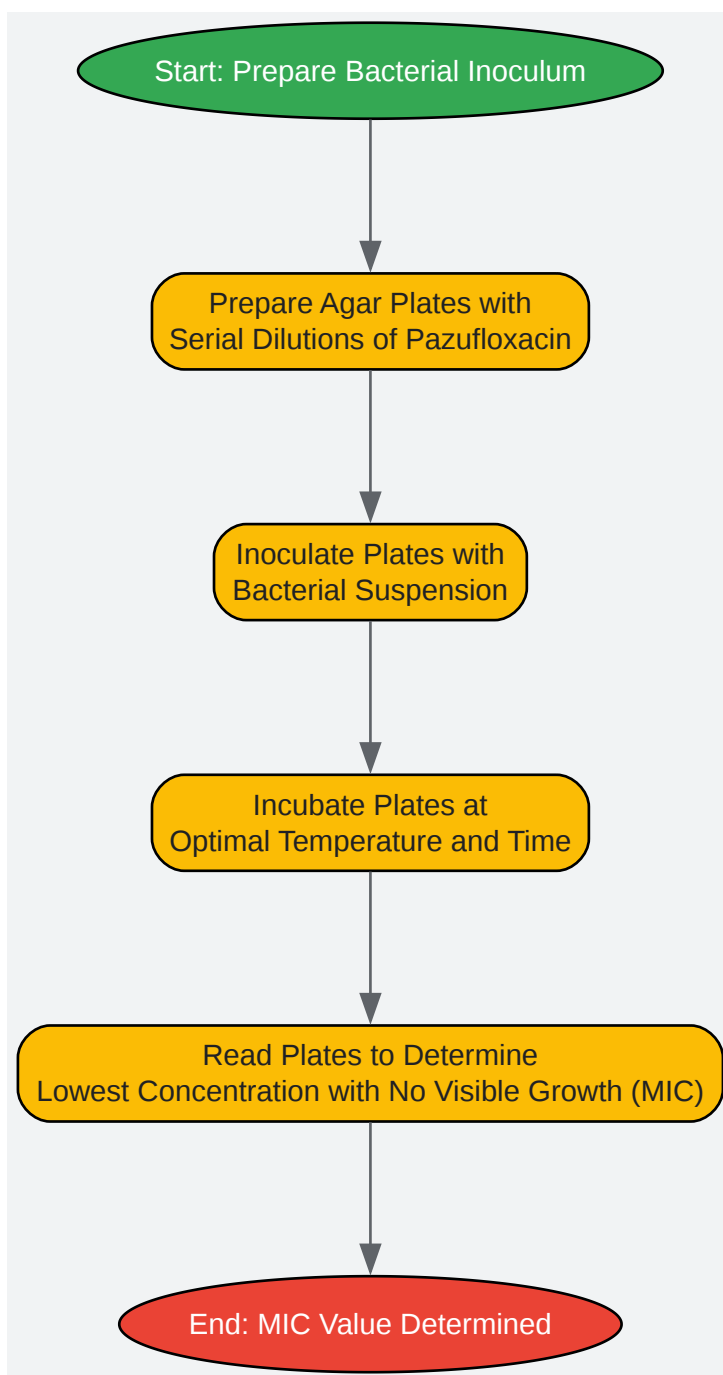 Start: Prepare Bacterial Inoculum
Prepare Agar Plates with
Serial Dilutions of Pazufloxacin
Inoculate Plates with
Bacterial Suspension
Incubate Plates at
Optimal Temperature and Time
Read Plates to Determine
Lowest Concentration with No Visible Growth (MIC)
End: MIC Value Determined